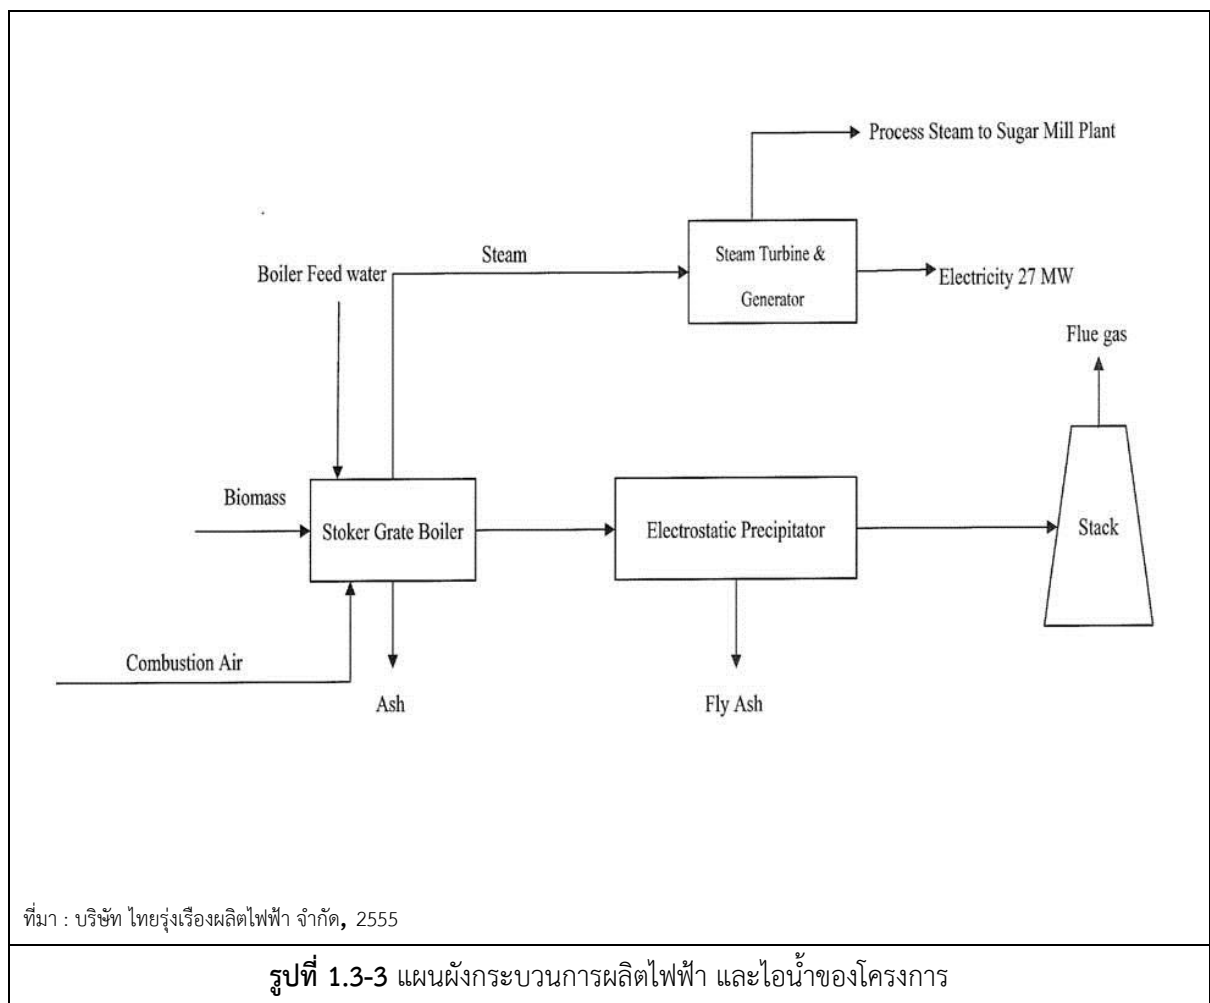 Process Steam to Sugar Mill Plant
Steam
Steam Turbine &
Generator
Boiler Feed water
Electricity 27 MW
Flue gas
Biomass
Stoker Grate Boiler
Electrostatic Precipitator
Stack
Combustion Air
Ash
Fly Ash
ที่มา : บริษัท ไทยรุ่งเรืองผลิตไฟฟ้า จำกัด, 2555
รูปที่ 1.3-3 แผนผังกระบวนการผลิตไฟฟ้า และไอน้ำของโครงการ